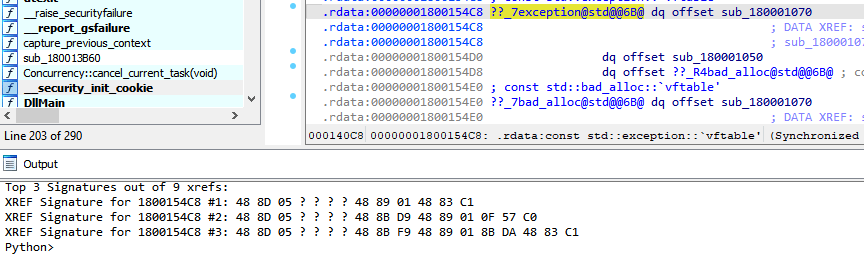 __raise_securityfailure
__report_gsfailure
capture_previous_context
sub_180013B60
Concurrency::cancel_current_task(void)
__security_init_cookie
DllMain
Line 203 of 290
.rdata:00000001800154C8 ??_7exception@std@@6B@ dq offset sub_180001070
.rdata:00000001800154C8 ; DATA XREF: s
.rdata:00000001800154C8 ; sub_18000107
.rdata:00000001800154D0 dq offset sub_180001050
.rdata:00000001800154D8 dq offset ??_R4bad_alloc@std@@6B@ ; c
.rdata:00000001800154E0 ; const std::bad_alloc::`vftable'
.rdata:00000001800154E0 ??_7bad_alloc@std@@6B@ dq offset sub_180001070
.rdata:00000001800154E0 ; DATA XREF: s
000140C8 00000001800154C8: .rdata:const std::exception::`vftable' (Synchronized
Output
Top 3 Signatures out of 9 xrefs:
XREF Signature for 1800154C8 #1: 48 8D 05 ? ? ? ? 48 89 01 48 83 C1
XREF Signature for 1800154C8 #2: 48 8D 05 ? ? ? ? 48 8B D9 48 89 01 0F 57 C0
XREF Signature for 1800154C8 #3: 48 8D 05 ? ? ? ? 48 8B F9 48 89 01 8B DA 48 83 C1
Python>